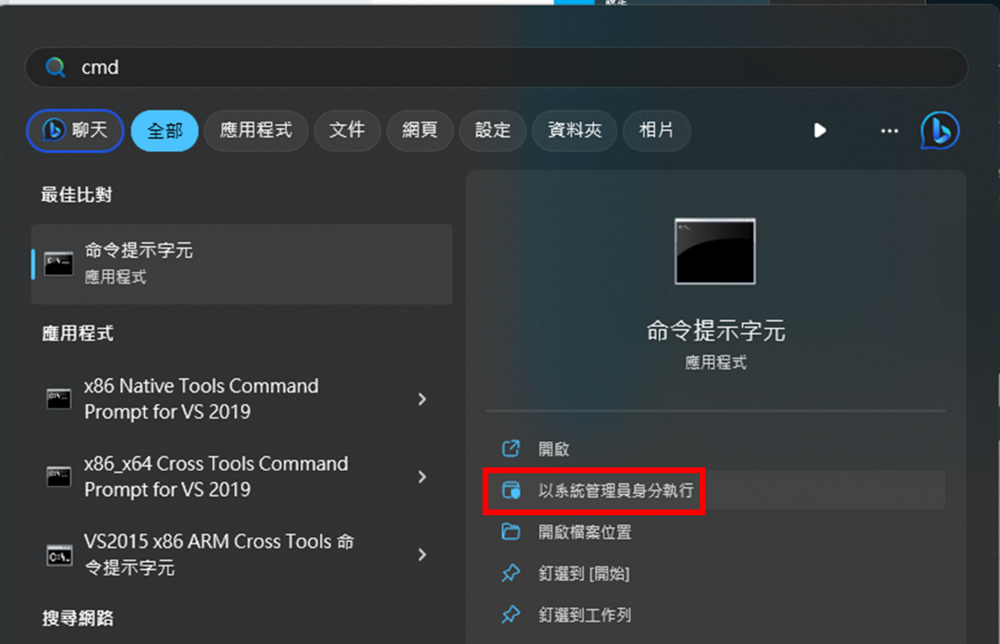 設定
cmd
聊天 全部 應用程式 文件 網頁 設定 資料夾 相片 ...
最佳比對
命令提示字元
應用程式
應用程式
x86 Native Tools Command
Prompt for VS 2019
x86_x64 Cross Tools Command
Prompt for VS 2019
VS2015 x86 ARM Cross Tools 命
令提示字元
搜尋網路
命令提示字元
應用程式
開啟
以系統管理員身分執行
開啟檔案位置
釘選到 [開始]
釘選到工作列